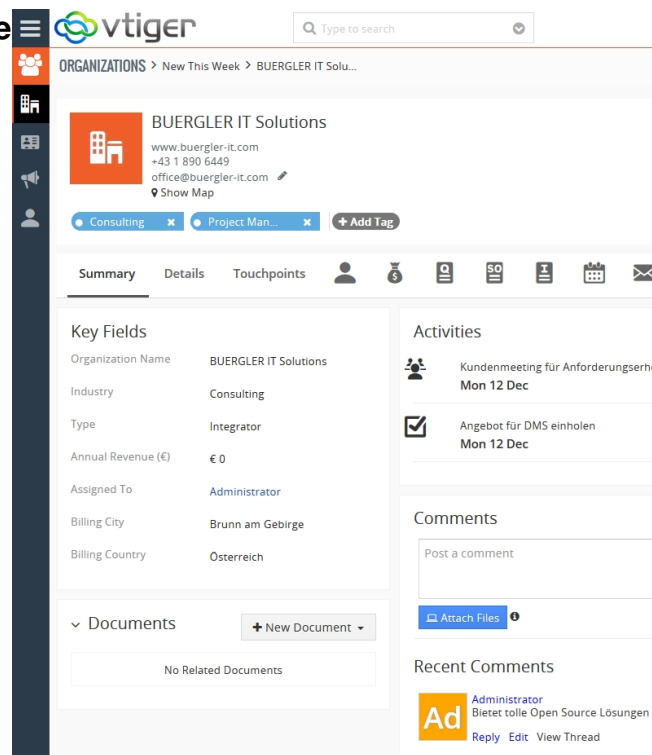 e
vtiger
Type to search
ORGANIZATIONS > New This Week > BUERGLER IT Solu...
BUERGLER IT Solutions
www.buergler-it.com
+43 1 890 6449
office@buergler-it.com
Show Map
Consulting x Project Man... x + Add Tag
Summary Details Touchpoints $ Q SO I
Key Fields
Organization Name BUERGLER IT Solutions
Industry Consulting
Type Integrator
Annual Revenue (€) € 0
Assigned To Administrator
Billing City Brunn am Gebirge
Billing Country Österreich
Documents + New Document
No Related Documents
Activities
Kundenmeeting für Anforderungserh
Mon 12 Dec
Angebot für DMS einholen
Mon 12 Dec
Comments
Post a comment
Attach Files
Recent Comments
Ad
Administrator
Bietet tolle Open Source Lösungen
Reply Edit View Thread